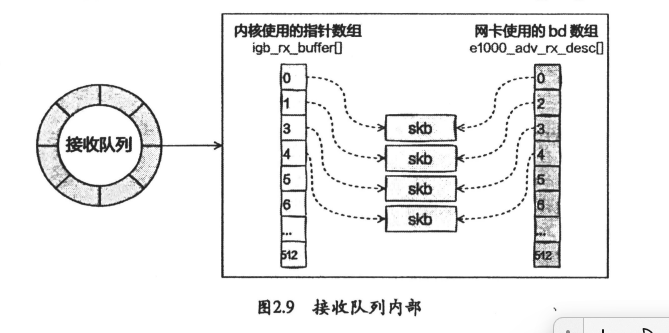 内核使用的指针数组
igb_rx_buffer[]
网卡使用的 bd 数组
e1000_adv_rx_desc[]
接收队列
0
1
3
4
5
6
...
512
skb
skb
skb
skb
0
2
3
4
5
6
...
512
图2.9 接收队列内部